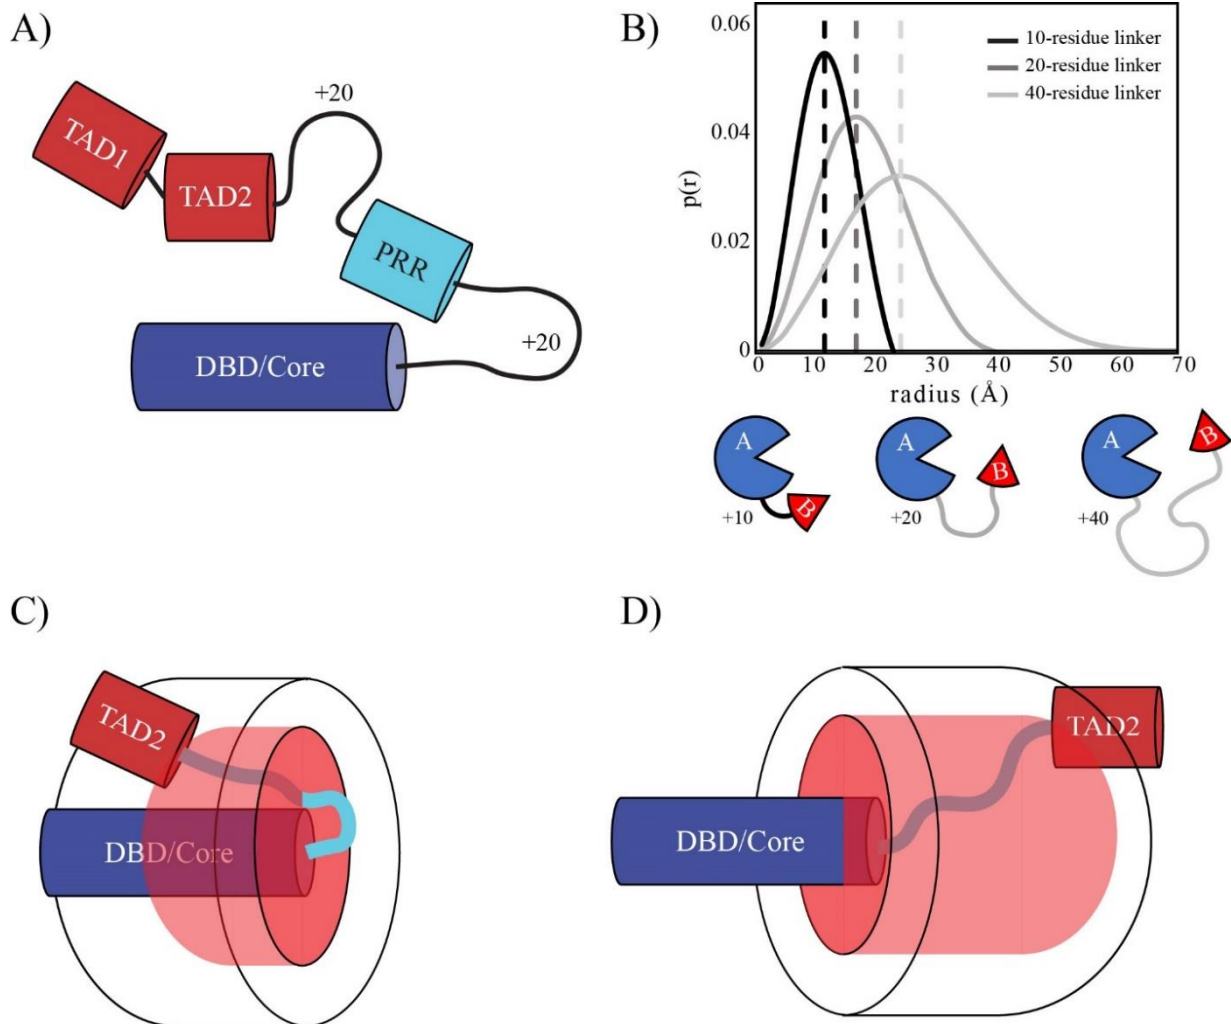 A)
+20
TAD1
TAD2
PRR
DBD/Core
+20
B)
0.06
0.04
0.02
0
p(r)
10-residue linker
20-residue linker
40-residue linker
0 10 20 30 40 50 60 70
radius (Å)
A
B
+10
A
B
+20
A
B
+40
C)
TAD2
DBD/Core
D)
TAD2
DBD/Core